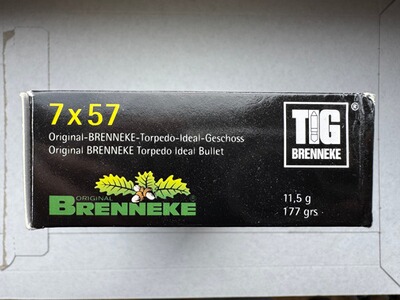 7x57
Original-BRENNEKE-Torpedo-Ideal-Geschoss
Original BRENNEKE Torpedo Ideal Bullet
TIG
®
BRENNEKE
ORIGINAL
BRENNEKE®
11,5 g
177 grs